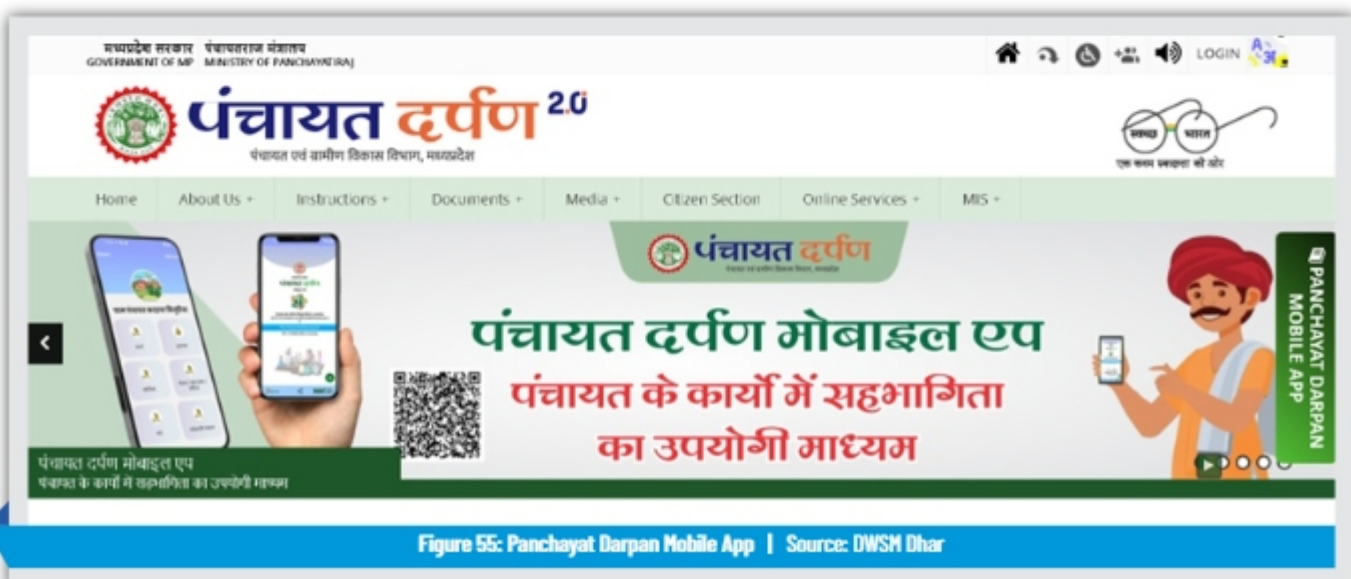 मध्यप्रदेश सरकार पंचायतराज मंत्रालय
GOVERNMENT OF MP MINISTRY OF PANCHAYATIRAJ
LOGIN
पंचायत दर्पण 2.0
पंचायत एवं ग्रामीण विकास विभाग, मध्यप्रदेश
स्वच्छ भारत
एक कदम स्वच्छता की ओर
Home About Us + Instructions + Documents + Media + Citizen Section Online Services + MIS +
पंचायत दर्पण
पंचायत दर्पण मोबाइल एप
पंचायत के कार्यों में सहभागिता
का उपयोगी माध्यम
PANCHAYAT DARPAN
MOBILE APP
पंचायत दर्पण मोबाइल एप
पंचायत के कार्यों में सहभागिता का उपयोगी माध्यम
Figure 55: Panchayat Darpan Mobile App | Source: DWSM Dhar